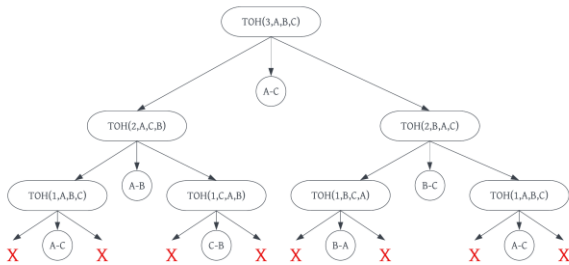 TOH(3,A,B,C)
A-C
TOH(2,A,C,B)
TOH(2,B,A,C)
A-B
B-C
TOH(1,A,B,C)
TOH(1,C,A,B)
TOH(1,B,C,A)
TOH(1,A,B,C)
X A-C X X C-B X X B-A X X A-C X